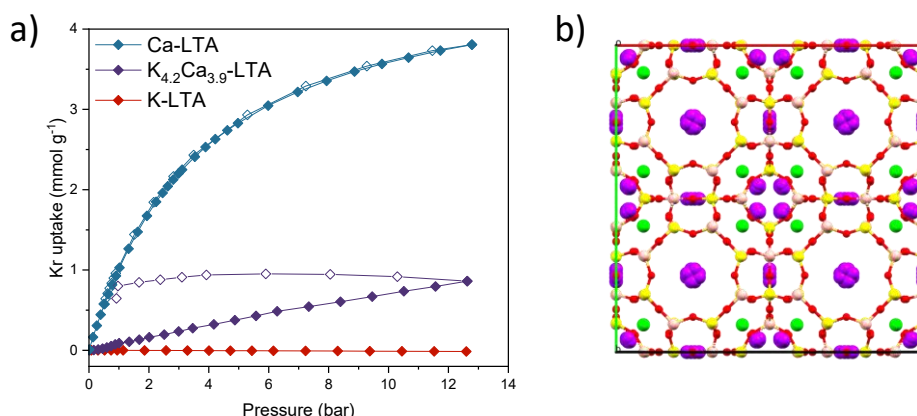 a)
b)
Ca-LTA
K4.2Ca3.9-LTA
K-LTA
4
3
2
1
0
Kr uptake (mmol g-1)
0 2 4 6 8 10 12 14
Pressure (bar)